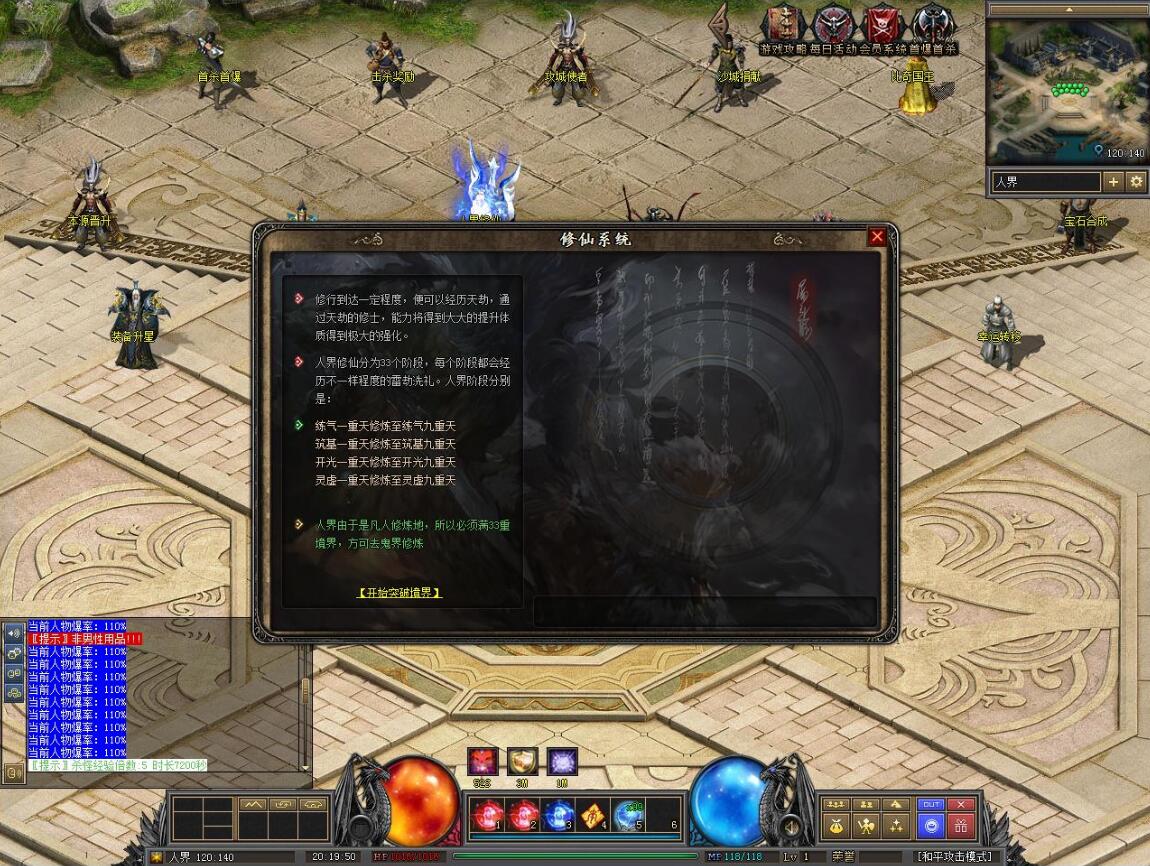 游戏攻略 每日活动 会员系统 首爆首杀
首杀首爆
击杀奖励
攻城使者
沙城捐献
120:140
人界
本源晋升
宝石合成
装备升星
幸运转移
修仙系统
修行到达一定程度，便可以经历天劫，通
过天劫的修士，能力将得到大大的提升体
质得到极大的强化。
人界修仙分为33个阶段，每个阶段都会经
历不一样程度的雷劫洗礼。人界阶段分别
是：
练气一重天修炼至练气九重天
筑基一重天修炼至筑基九重天
开光一重天修炼至开光九重天
灵虚一重天修炼至灵虚九重天
人界由于是凡人修炼地，所以必须满33重
境界，方可去鬼界修炼
【开始突破境界】
当前人物爆率：110%
〖提示〗非男性用品!!!
当前人物爆率：110%
当前人物爆率：110%
当前人物爆率：110%
当前人物爆率：110%
当前人物爆率：110%
当前人物爆率：110%
当前人物爆率：110%
当前人物爆率：110%
当前人物爆率：110%
〖提示〗杀怪经验倍数:5 时长7200秒
3M
1M
1
2
3
4
5
6
OUT
人界 120:140
20:19:50
MP 118/118
Lv 1
荣誉
[和平攻击模式]